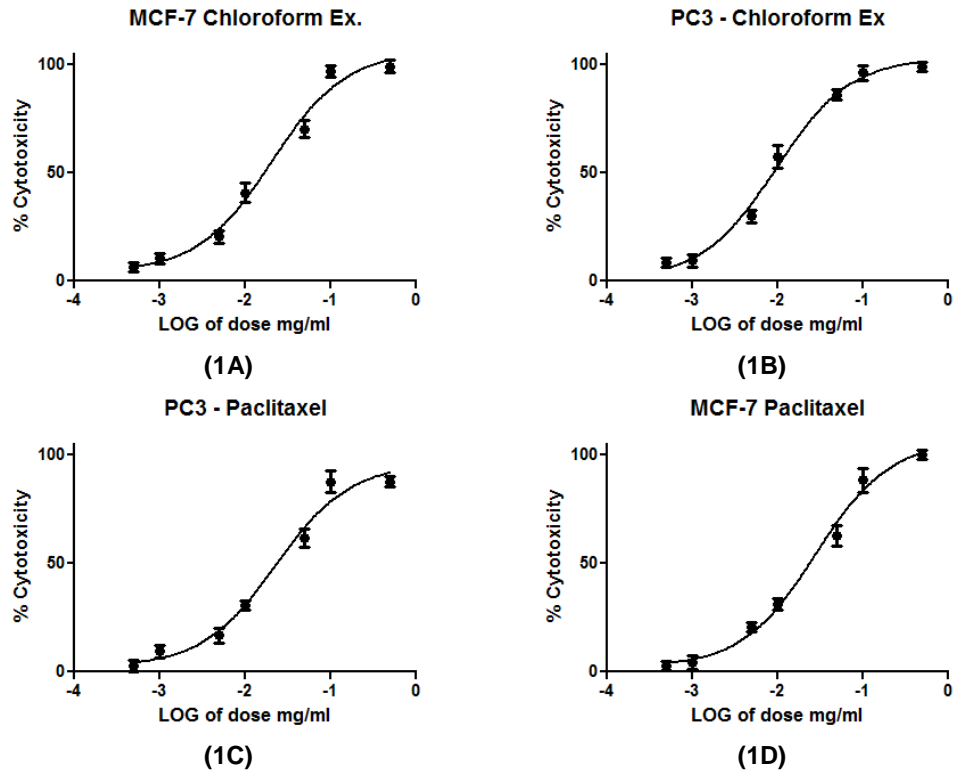 MCF-7 Chloroform Ex.
100
50
0
% Cytotoxicity
-4 -3 -2 -1 0
LOG of dose mg/ml
(1A)
PC3 - Chloroform Ex
100
50
0
% Cytotoxicity
-4 -3 -2 -1 0
LOG of dose mg/ml
(1B)
PC3 - Paclitaxel
100
50
0
% Cytotoxicity
-4 -3 -2 -1 0
LOG of dose mg/ml
(1C)
MCF-7 Paclitaxel
100
50
0
% Cytotoxicity
-4 -3 -2 -1 0
LOG of dose mg/ml
(1D)